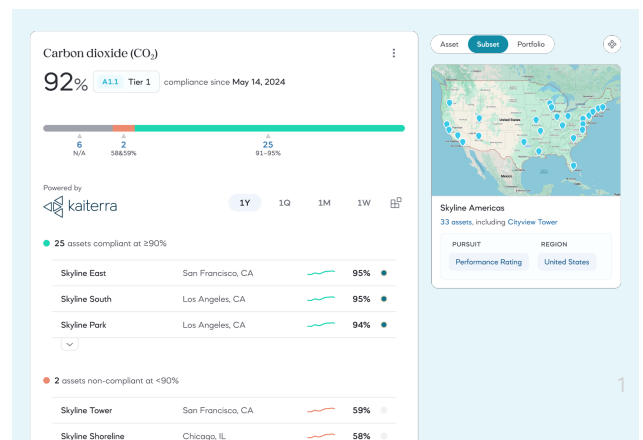 Carbon dioxide (CO₂)
92% A1.1 Tier 1 compliance since May 14, 2024
6 2 25
N/A 58&59% 91–95%
Powered by
kaiterra 1Y 1Q 1M 1W
25 assets compliant at ≥90%
Skyline East San Francisco, CA 95%
Skyline South Los Angeles, CA 95%
Skyline Park Los Angeles, CA 94%
2 assets non-compliant at <90%
Skyline Tower San Francisco, CA 59%
Skyline Shoreline Chicago, IL 58%
Asset Subset Portfolio
United States
Mexico
Skyline Americas
33 assets, including Cityview Tower
PURSUIT REGION
Performance Rating United States
1